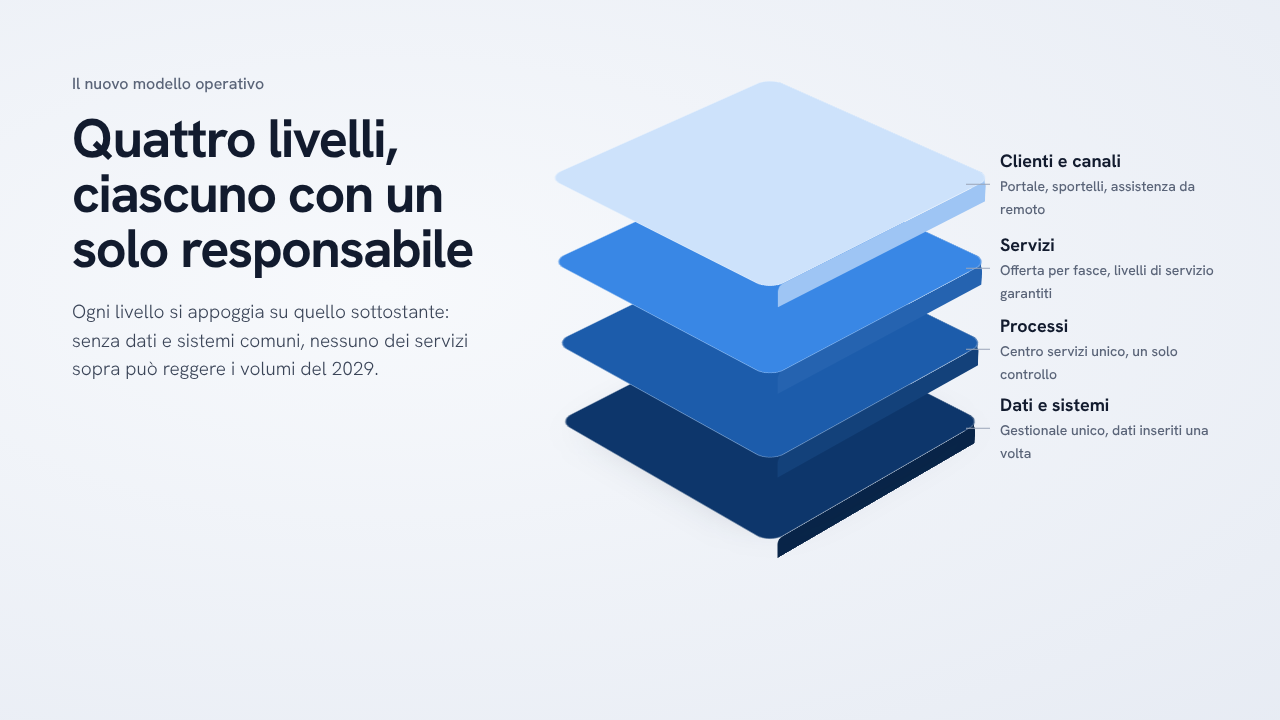 Il nuovo modello operativo
Quattro livelli,
ciascuno con un
solo responsabile
Ogni livello si appoggia su quello sottostante:
senza dati e sistemi comuni, nessuno dei servizi
sopra può reggere i volumi del 2029.
Clienti e canali
Portale, sportelli, assistenza da
remoto
Servizi
Offerta per fasce, livelli di servizio
garantiti
Processi
Centro servizi unico, un solo
controllo
Dati e sistemi
Gestionale unico, dati inseriti una
volta